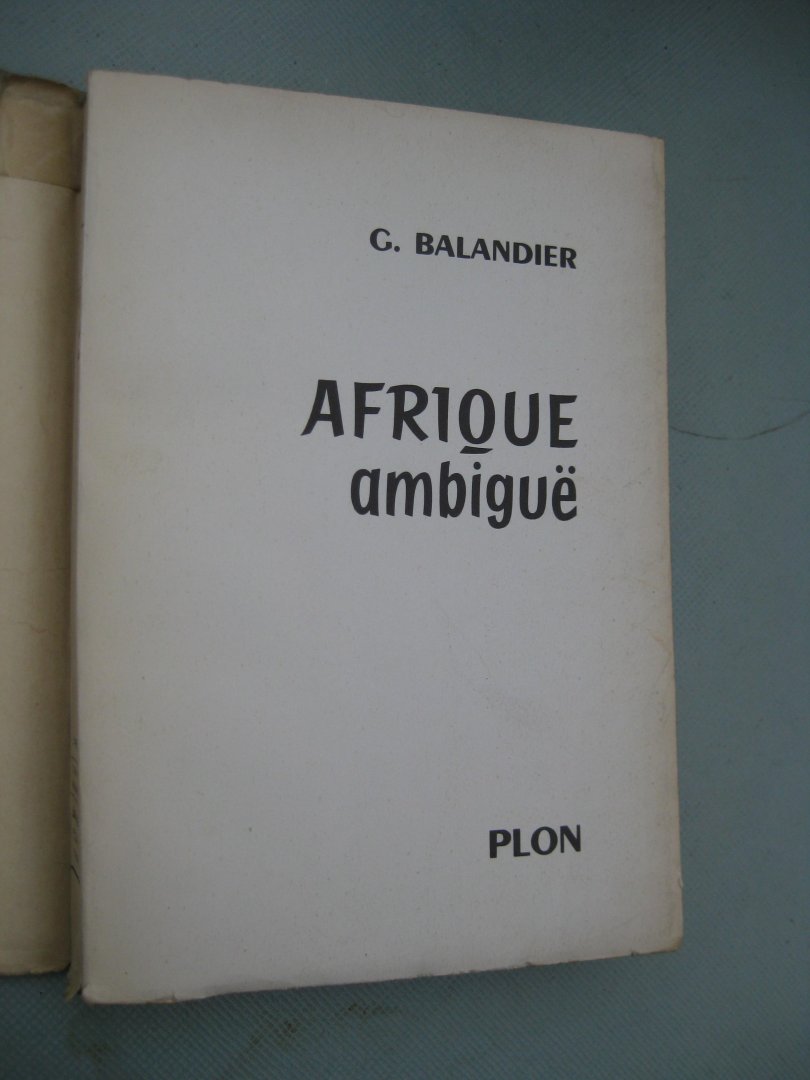 G. BALANDIER
AFRIQUE
ambiguë
PLON